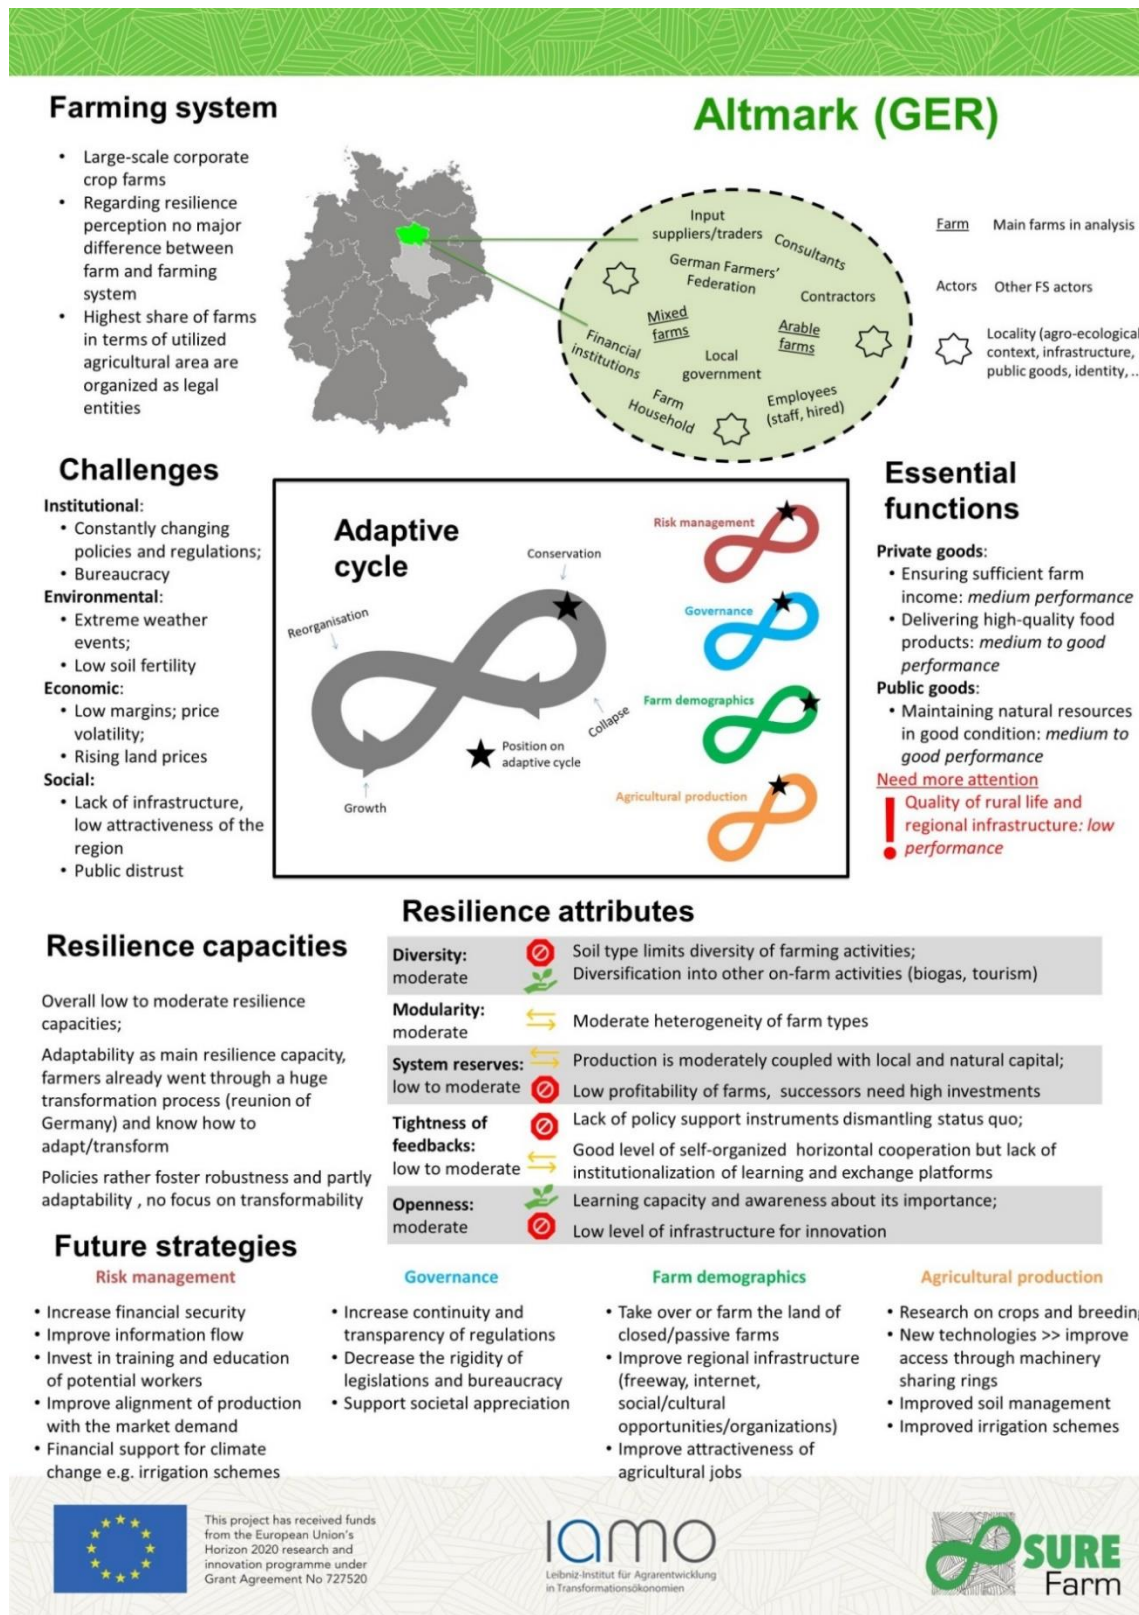 Farming system
• Large-scale corporate
crop farms
• Regarding resilience
perception no major
difference between
farm and farming
system
• Highest share of farms
in terms of utilized
agricultural area are
organized as legal
entities
Altmark (GER)
Input
suppliers/traders
Consultants
German Farmers'
Federation
Contractors
Mixed
farms
Arable
farms
Financial
institutions
Local
government
Farm
Household
Employees
(staff, hired)
Farm Main farms in analysis
Actors Other FS actors
Locality (agro-ecological
context, infrastructure,
public goods, identity, ..
Challenges
Institutional:
• Constantly changing
policies and regulations;
• Bureaucracy
Environmental:
• Extreme weather
events;
• Low soil fertility
Economic:
• Low margins; price
volatility;
• Rising land prices
Social:
• Lack of infrastructure,
low attractiveness of the
region
• Public distrust
Adaptive
cycle
Conservation
Reorganisation
Collapse
Position on
adaptive cycle
Growth
Risk management
Governance
Farm demographics
Agricultural production
Essential
functions
Private goods:
• Ensuring sufficient farm
income: medium performance
• Delivering high-quality food
products: medium to good
performance
Public goods:
• Maintaining natural resources
in good condition: medium to
good performance
Need more attention
! Quality of rural life and
regional infrastructure: low
performance
Resilience capacities
Overall low to moderate resilience
capacities;
Adaptability as main resilience capacity,
farmers already went through a huge
transformation process (reunion of
Germany) and know how to
adapt/transform
Policies rather foster robustness and partly
adaptability , no focus on transformability
Resilience attributes
Diversity:
moderate
Soil type limits diversity of farming activities;
Diversification into other on-farm activities (biogas, tourism)
Modularity:
moderate
Moderate heterogeneity of farm types
System reserves:
low to moderate
Production is moderately coupled with local and natural capital;
Low profitability of farms, successors need high investments
Tightness of
feedbacks:
low to moderate
Lack of policy support instruments dismantling status quo;
Good level of self-organized horizontal cooperation but lack of
institutionalization of learning and exchange platforms
Openness:
moderate
Learning capacity and awareness about its importance;
Low level of infrastructure for innovation
Future strategies
Risk management
• Increase financial security
• Improve information flow
• Invest in training and education
of potential workers
• Improve alignment of production
with the market demand
• Financial support for climate
change e.g. irrigation schemes
Governance
• Increase continuity and
transparency of regulations
• Decrease the rigidity of
legislations and bureaucracy
• Support societal appreciation
Farm demographics
• Take over or farm the land of
closed/passive farms
• Improve regional infrastructure
(freeway, internet,
social/cultural
opportunities/organizations)
• Improve attractiveness of
agricultural jobs
Agricultural production
• Research on crops and breeding
• New technologies >> improve
access through machinery
sharing rings
• Improved soil management
• Improved irrigation schemes
This project has received funds
from the European Union's
Horizon 2020 research and
innovation programme under
Grant Agreement No 727520
iamo
Leibniz-Institut für Agrarentwicklung
in Transformationsökonomien
SURE
Farm